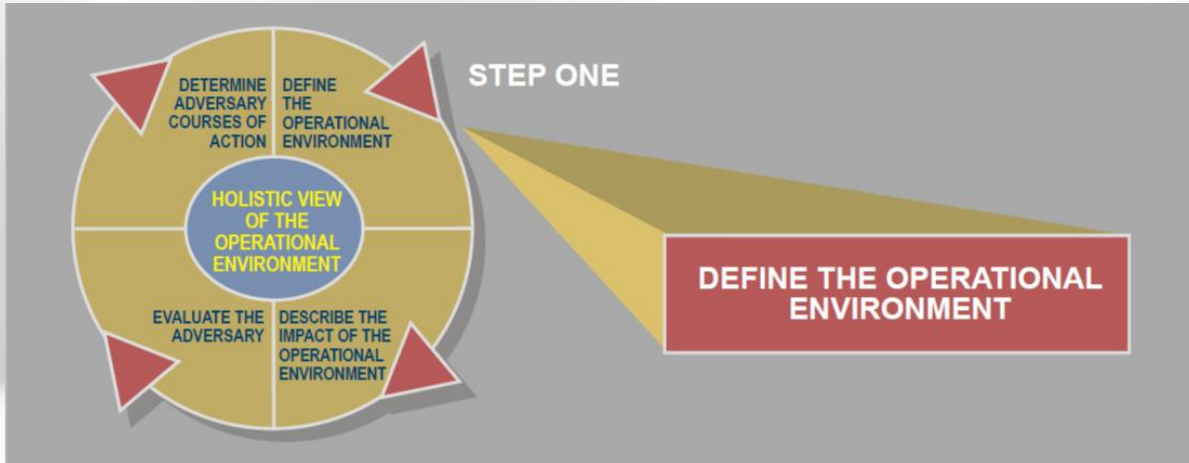 STEP ONE
DETERMINE
ADVERSARY
COURSES OF
ACTION
DEFINE
THE
OPERATIONAL
ENVIRONMENT
HOLISTIC VIEW
OF THE
OPERATIONAL
ENVIRONMENT
EVALUATE THE
ADVERSARY
DESCRIBE THE
IMPACT OF THE
OPERATIONAL
ENVIRONMENT
DEFINE THE OPERATIONAL
ENVIRONMENT